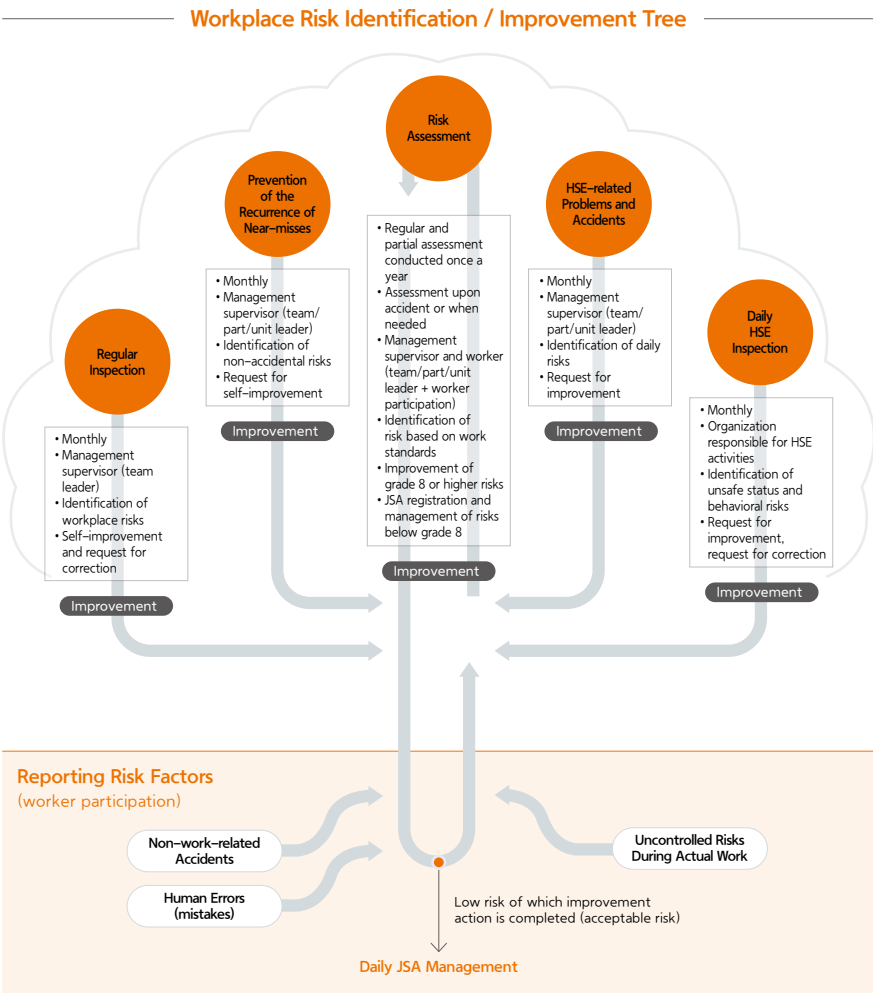 Workplace Risk Identification / Improvement Tree
Risk
Assessment
• Regular and
partial assessment
conducted once a
year
• Assessment upon
accident or when
needed
• Management
supervisor and worker
(team/part/unit
leader + worker
participation)
• Identification of
risk based on work
standards
• Improvement of
grade 8 or higher risks
• JSA registration and
management of risks
below grade 8
Improvement
Prevention
of the
Recurrence of
Near–misses
• Monthly
• Management
supervisor (team/
part/unit leader)
• Identification of
non–accidental risks
• Request for
self–improvement
Improvement
HSE–related
Problems and
Accidents
• Monthly
• Management
supervisor (team/
part/unit leader)
• Identification of daily
risks
• Request for
improvement
Improvement
Regular
Inspection
• Monthly
• Management
supervisor (team
leader)
• Identification of
workplace risks
• Self–improvement
and request for
correction
Improvement
Daily
HSE
Inspection
• Monthly
• Organization
responsible for HSE
activities
• Identification of
unsafe status and
behavioral risks
• Request for
improvement,
request for correction
Improvement
Reporting Risk Factors
(worker participation)
Non–work–related
Accidents
Human Errors
(mistakes)
Uncontrolled Risks
During Actual Work
Low risk of which improvement
action is completed (acceptable risk)
Daily JSA Management